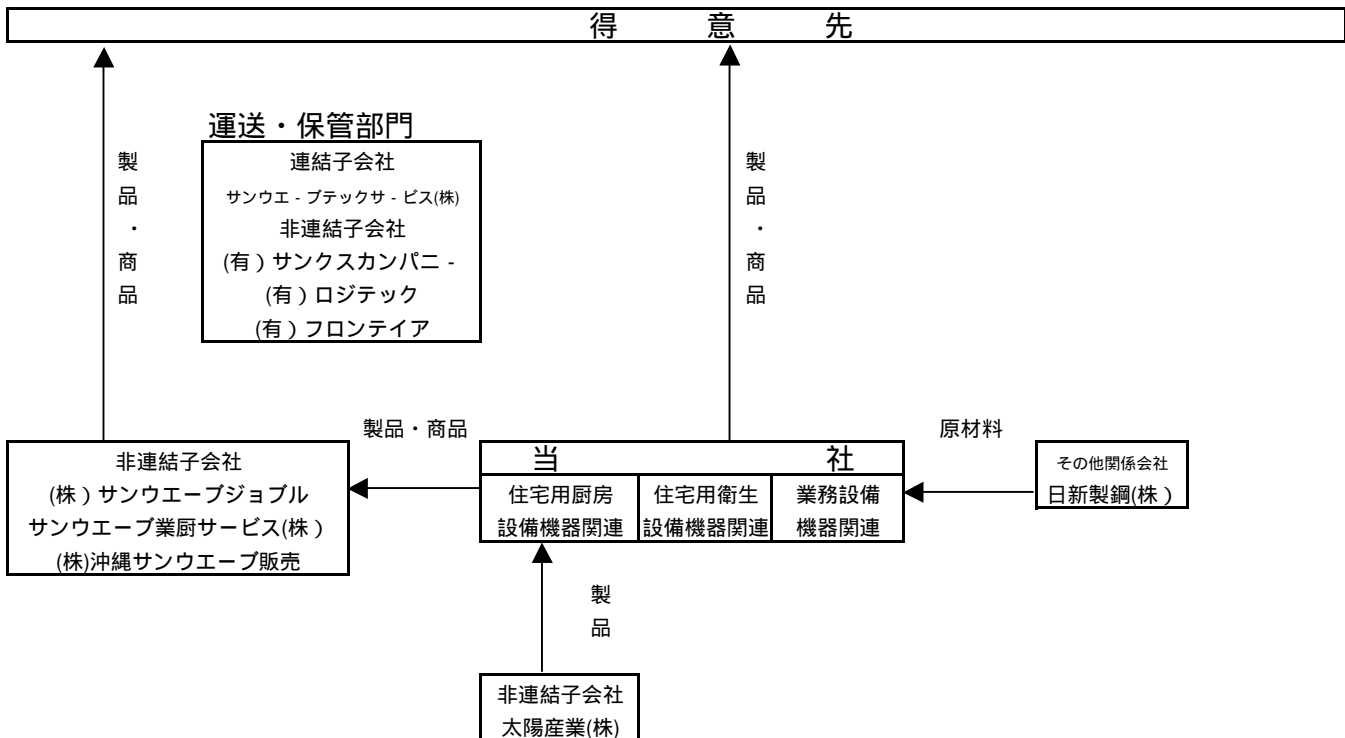 得意先
運送・保管部門
連結子会社
サンウエ - ブテックサ - ビス(株)
非連結子会社
(有）サンクスカンパニ -
(有）ロジテック
(有）フロンテイア
製品・商品
製品・商品
製品・商品
原材料
非連結子会社
(株）サンウエーブジョブル
サンウエーブ業厨サービス(株）
(株)沖縄サンウエーブ販売
当社
住宅用厨房
設備機器関連
住宅用衛生
設備機器関連
業務設備
機器関連
その他関係会社
日新製鋼(株）
製品
非連結子会社
太陽産業(株)